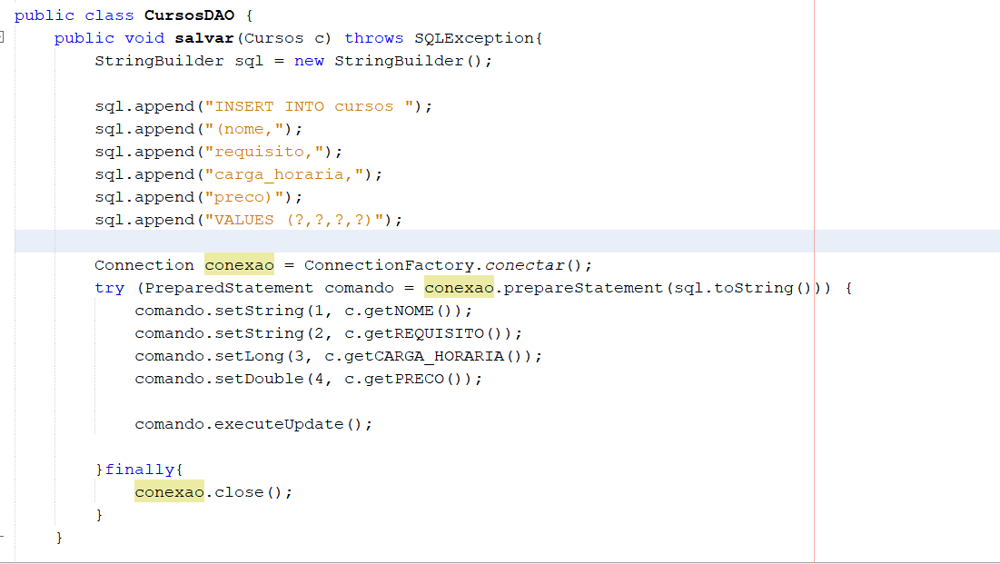 public class CursosDAO {
public void salvar(Cursos c) throws SQLException{
StringBuilder sql = new StringBuilder();
sql.append("INSERT INTO cursos ");
sql.append("(nome,");
sql.append("requisito,");
sql.append("carga_horaria,");
sql.append("preco)");
sql.append("VALUES (?,?,?,?)");
Connection conexao = ConnectionFactory.conectar();
try (PreparedStatement comando = conexao.prepareStatement(sql.toString())) {
comando.setString(1, c.getNOME());
comando.setString(2, c.getREQUISITO());
comando.setLong(3, c.getCARGA_HORARIA());
comando.setDouble(4, c.getPRECO());
comando.executeUpdate();
}finally{
conexao.close();
}
}